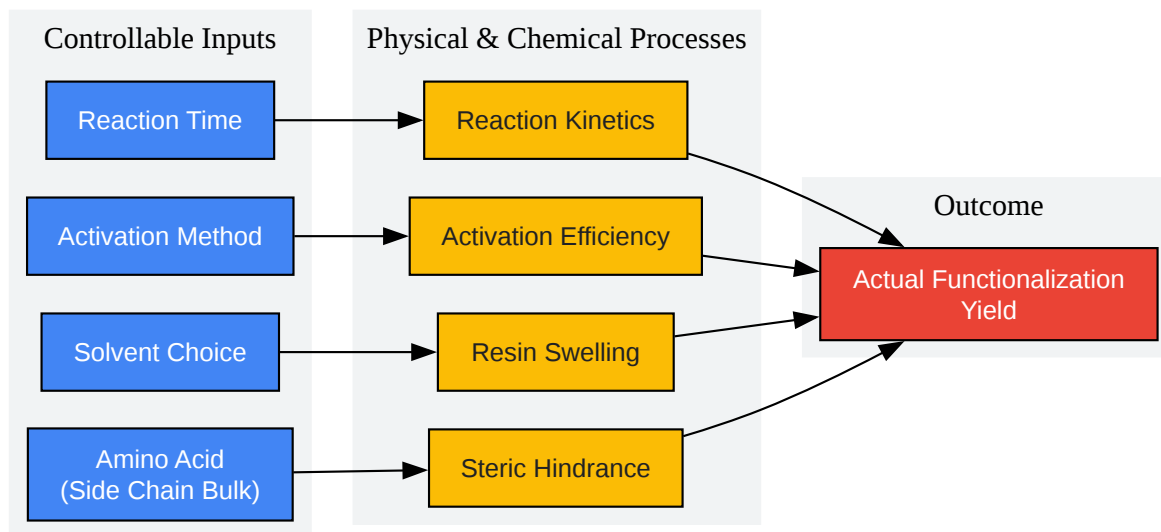 Controllable Inputs
Reaction Time
Activation Method
Solvent Choice
Amino Acid
(Side Chain Bulk)
Physical & Chemical Processes
Reaction Kinetics
Activation Efficiency
Resin Swelling
Steric Hindrance
Outcome
Actual Functionalization
Yield